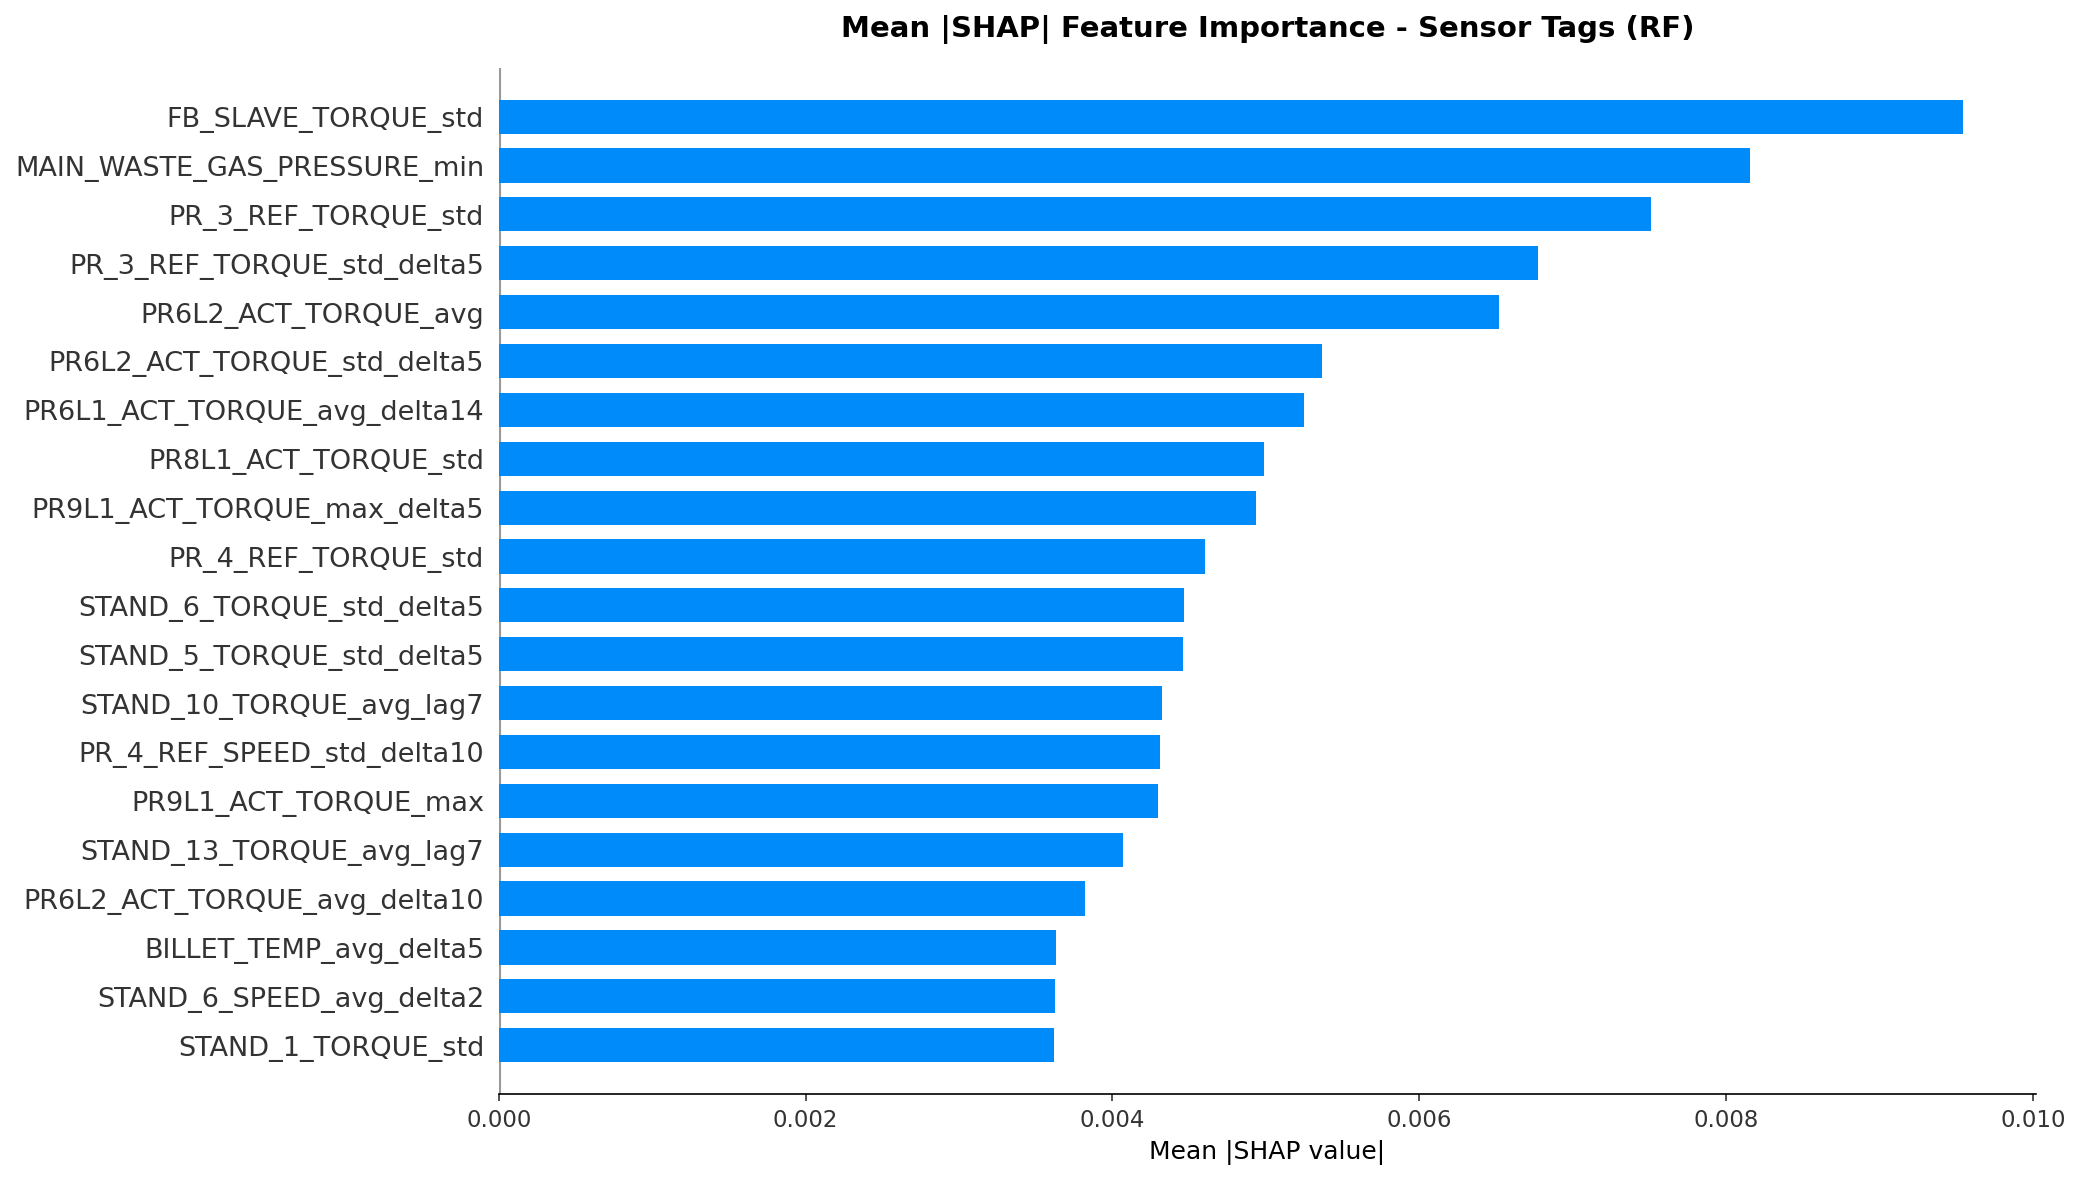 Mean |SHAP| Feature Importance - Sensor Tags (RF)
FB_SLAVE_TORQUE_std
MAIN_WASTE_GAS_PRESSURE_min
PR_3_REF_TORQUE_std
PR_3_REF_TORQUE_std_delta5
PR6L2_ACT_TORQUE_avg
PR6L2_ACT_TORQUE_std_delta5
PR6L1_ACT_TORQUE_avg_delta14
PR8L1_ACT_TORQUE_std
PR9L1_ACT_TORQUE_max_delta5
PR_4_REF_TORQUE_std
STAND_6_TORQUE_std_delta5
STAND_5_TORQUE_std_delta5
STAND_10_TORQUE_avg_lag7
PR_4_REF_SPEED_std_delta10
PR9L1_ACT_TORQUE_max
STAND_13_TORQUE_avg_lag7
PR6L2_ACT_TORQUE_avg_delta10
BILLET_TEMP_avg_delta5
STAND_6_SPEED_avg_delta2
STAND_1_TORQUE_std
0.000 0.002 0.004 0.006 0.008 0.010
Mean |SHAP value|